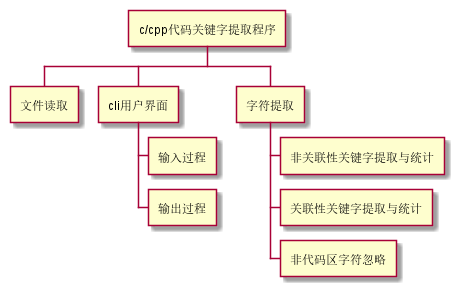 c/cpp代码关键字提取程序
文件读取
cli用户界面
字符提取
输入过程
非关联性关键字提取与统计
输出过程
关联性关键字提取与统计
非代码区字符忽略